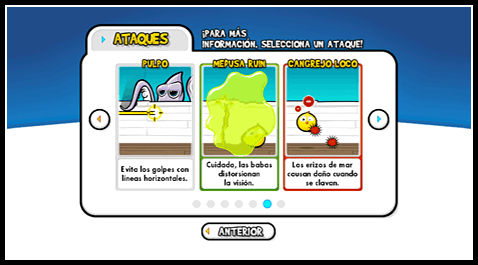 ATAQUES
¡PARA MÁS
INFORMACIÓN, SELECCIONA UN ATAQUE!
PULPO
MEDUSA RUIN
CANGREJO LOCO
Evita los golpes con
líneas horizontales.
Cuidado, las babas
distorsionan
la visión.
Los erizos de mar
causan daño cuando
se clavan.
ANTERIOR